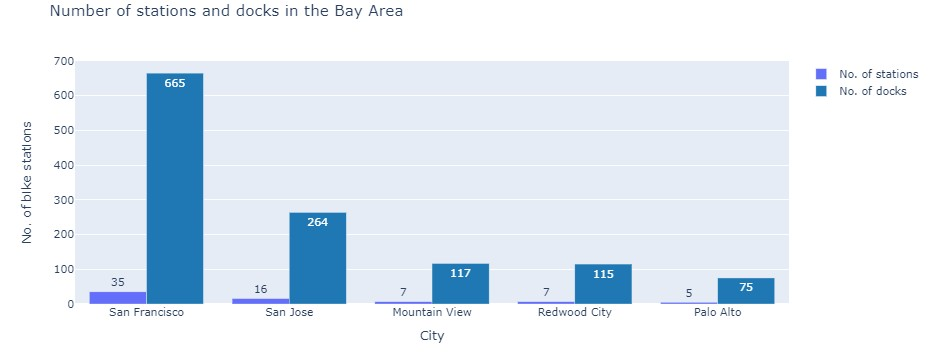 Number of stations and docks in the Bay Area
No. of stations
No. of docks
No. of bike stations
700
600
500
400
300
200
100
0
35
665
16
264
7
117
7
115
5
75
San Francisco
San Jose
Mountain View
Redwood City
Palo Alto
City